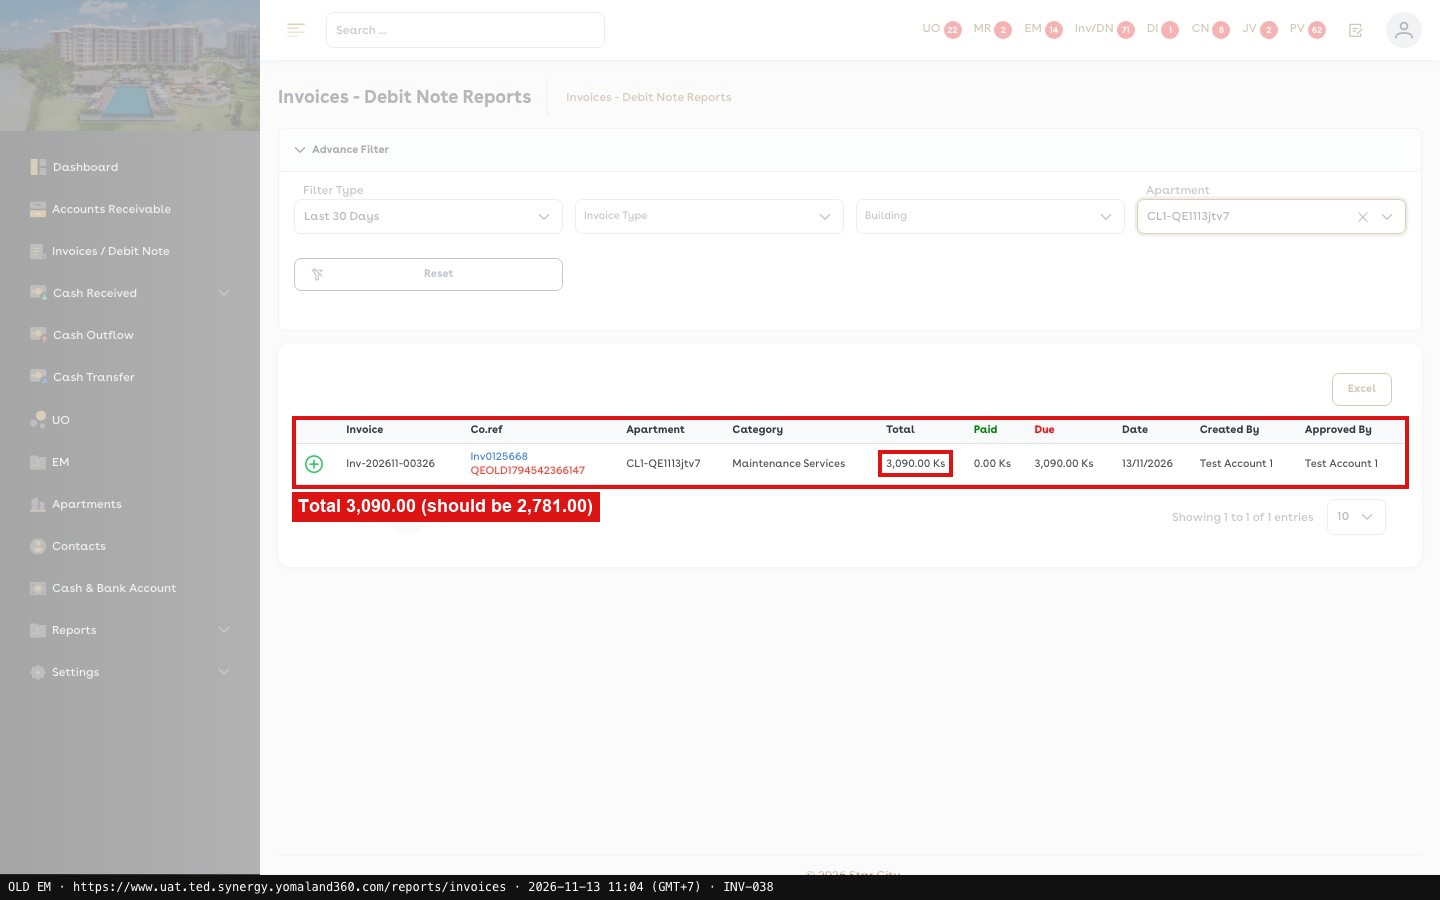 Search ...
UO 22 MR 2 EM 14 Inv/DN 71 DI 1 CN 8 JV 2 PV 62
Invoices - Debit Note Reports
Invoices - Debit Note Reports
Dashboard
Accounts Receivable
Invoices / Debit Note
Cash Received
Cash Outflow
Cash Transfer
UO
EM
Apartments
Contacts
Cash & Bank Account
Reports
Settings
Advance Filter
Filter Type
Apartment
Last 30 Days
Invoice Type
Building
CL1-QE1113jtv7
Reset
Excel
Invoice Co.ref Apartment Category Total Paid Due Date Created By Approved By
Inv-202611-00326 Inv0125668 QEOLD1794542366147 CL1-QE1113jtv7 Maintenance Services 3,090.00 Ks 0.00 Ks 3,090.00 Ks 13/11/2026 Test Account 1 Test Account 1
Total 3,090.00 (should be 2,781.00)
Showing 1 to 1 of 1 entries 10
© 2026 Star City
OLD EM · https://www.uat.ted.synergy.yomaland360.com/reports/invoices · 2026-11-13 11:04 (GMT+7) · INV-038